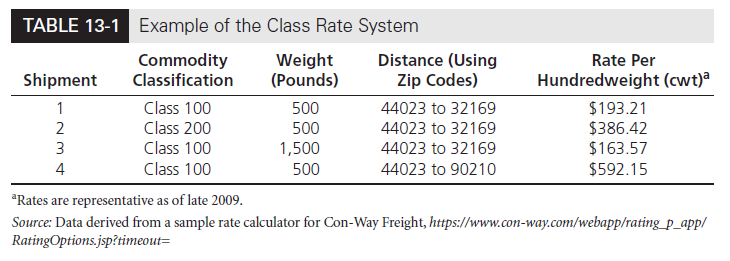 TABLE 13-1 Example of the Class Rate System
Commodity Weight Distance (Using Rate Per
Shipment Classification (Pounds) Zip Codes) Hundredweight (cwt)a
1 Class 100 500 44023 to 32169 $193.21
2 Class 200 500 44023 to 32169 $386.42
3 Class 100 1,500 44023 to 32169 $163.57
4 Class 100 500 44023 to 90210 $592.15
aRates are representative as of late 2009.
Source: Data derived from a sample rate calculator for Con-Way Freight, https://www.con-way.com/webapp/rating_p_app/
RatingOptions.jsp?timeout=